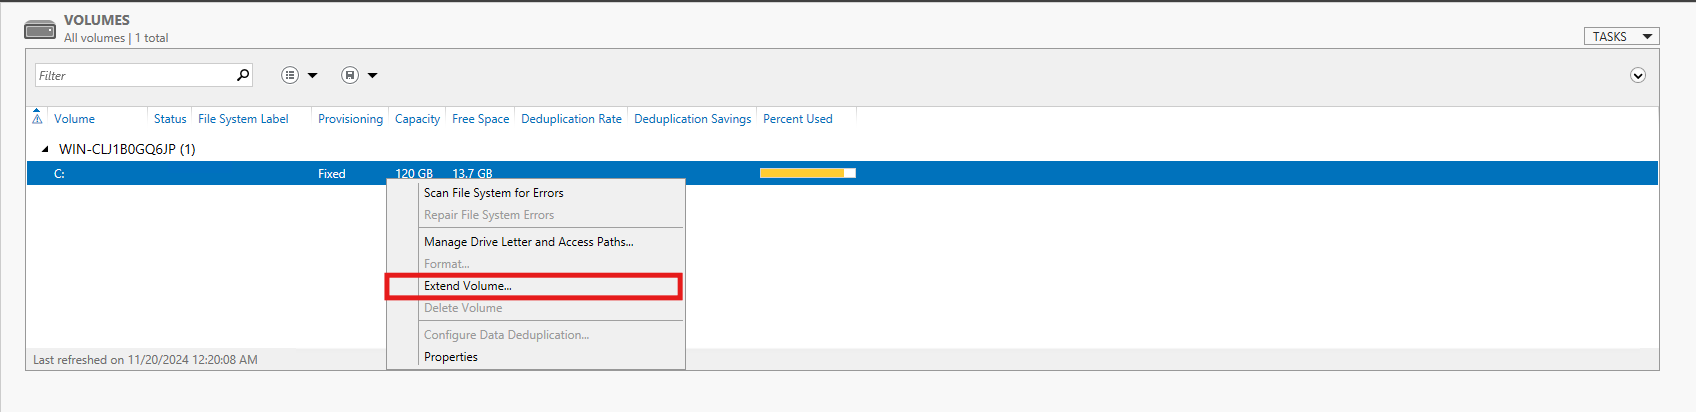 VOLUMES
All volumes | 1 total
TASKS
Filter
Volume Status File System Label Provisioning Capacity Free Space Deduplication Rate Deduplication Savings Percent Used
WIN-CLJ1B0GQ6JP (1)
C: Fixed 120 GB 13.7 GB
Scan File System for Errors
Repair File System Errors
Manage Drive Letter and Access Paths...
Format...
Extend Volume...
Delete Volume
Configure Data Deduplication...
Properties
Last refreshed on 11/20/2024 12:20:08 AM